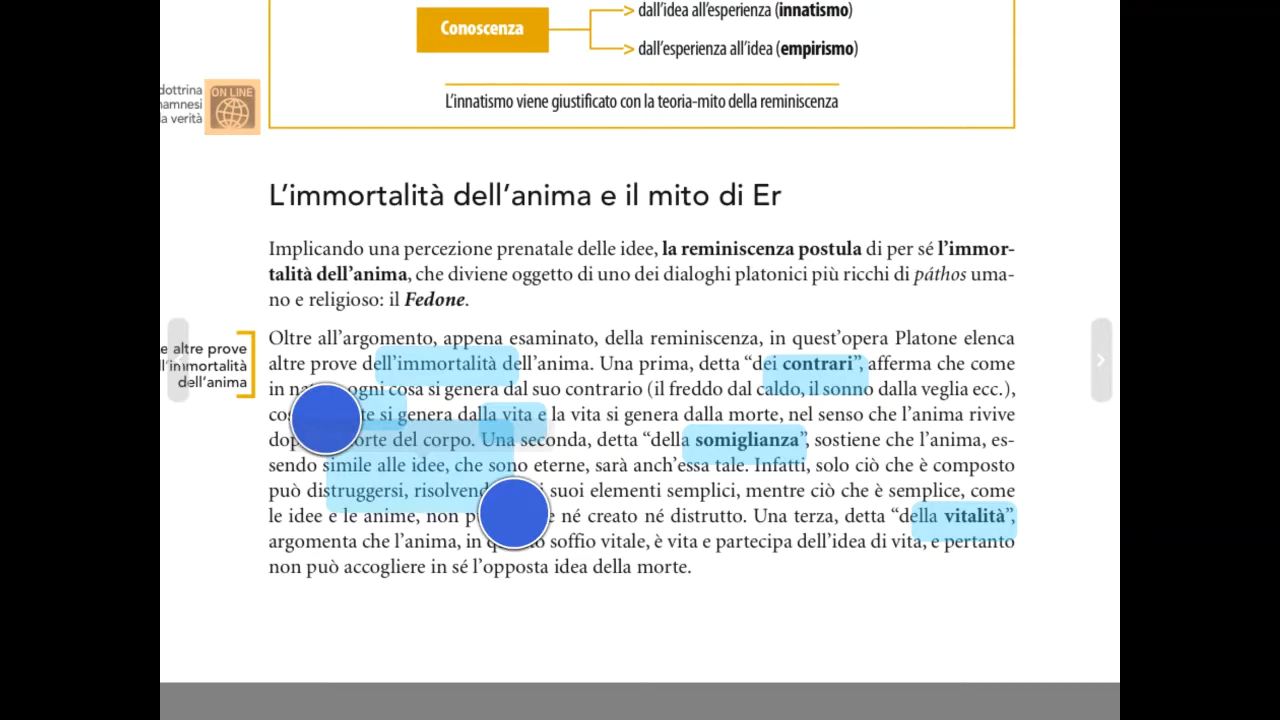 dall'idea all'esperienza (innatismo)
Conoscenza
dall'esperienza all'idea (empirismo)
L'innatismo viene giustificato con la teoria-mito della reminiscenza
dottrina
namnesi
a verità
ON LINE
L'immortalità dell'anima e il mito di Er
Implicando una percezione prenatale delle idee, la reminiscenza postula di per sé l'immor-
talità dell'anima, che diviene oggetto di uno dei dialoghi platonici più ricchi di páthos uma-
no e religioso: il Fedone.
e altre prove
l'immortalità
dell'anima
Oltre all'argomento, appena esaminato, della reminiscenza, in quest'opera Platone elenca
altre prove dell'immortalità dell'anima. Una prima, detta “dei contrari”, afferma che come
in ogni cosa si genera dal suo contrario (il freddo dal caldo, il sonno dalla veglia ecc.),
si genera dalla vita e la vita si genera dalla morte, nel senso che l'anima rivive
del corpo. Una seconda, detta “della somiglianza”, sostiene che l'anima, es-
sendo simile alle idee, che sono eterne, sarà anch'essa tale. Infatti, solo ciò che è composto
può distruggersi, suoi elementi semplici, mentre ciò che è semplice, come
le idee e le anime, non né creato né distrutto. Una terza, detta “della vitalità”,
argomenta che l'anima, in soffio vitale, è vita e partecipa dell'idea di vita, e pertanto
non può accogliere in sé l'opposta idea della morte.